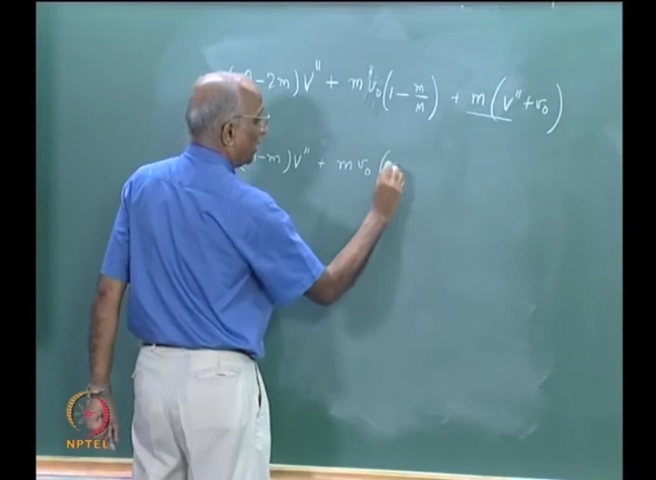 -2m)v'' + m v₀(1 - m/M) + m(v'' + v₀)
-m)v'' + m v₀(
NPTEL